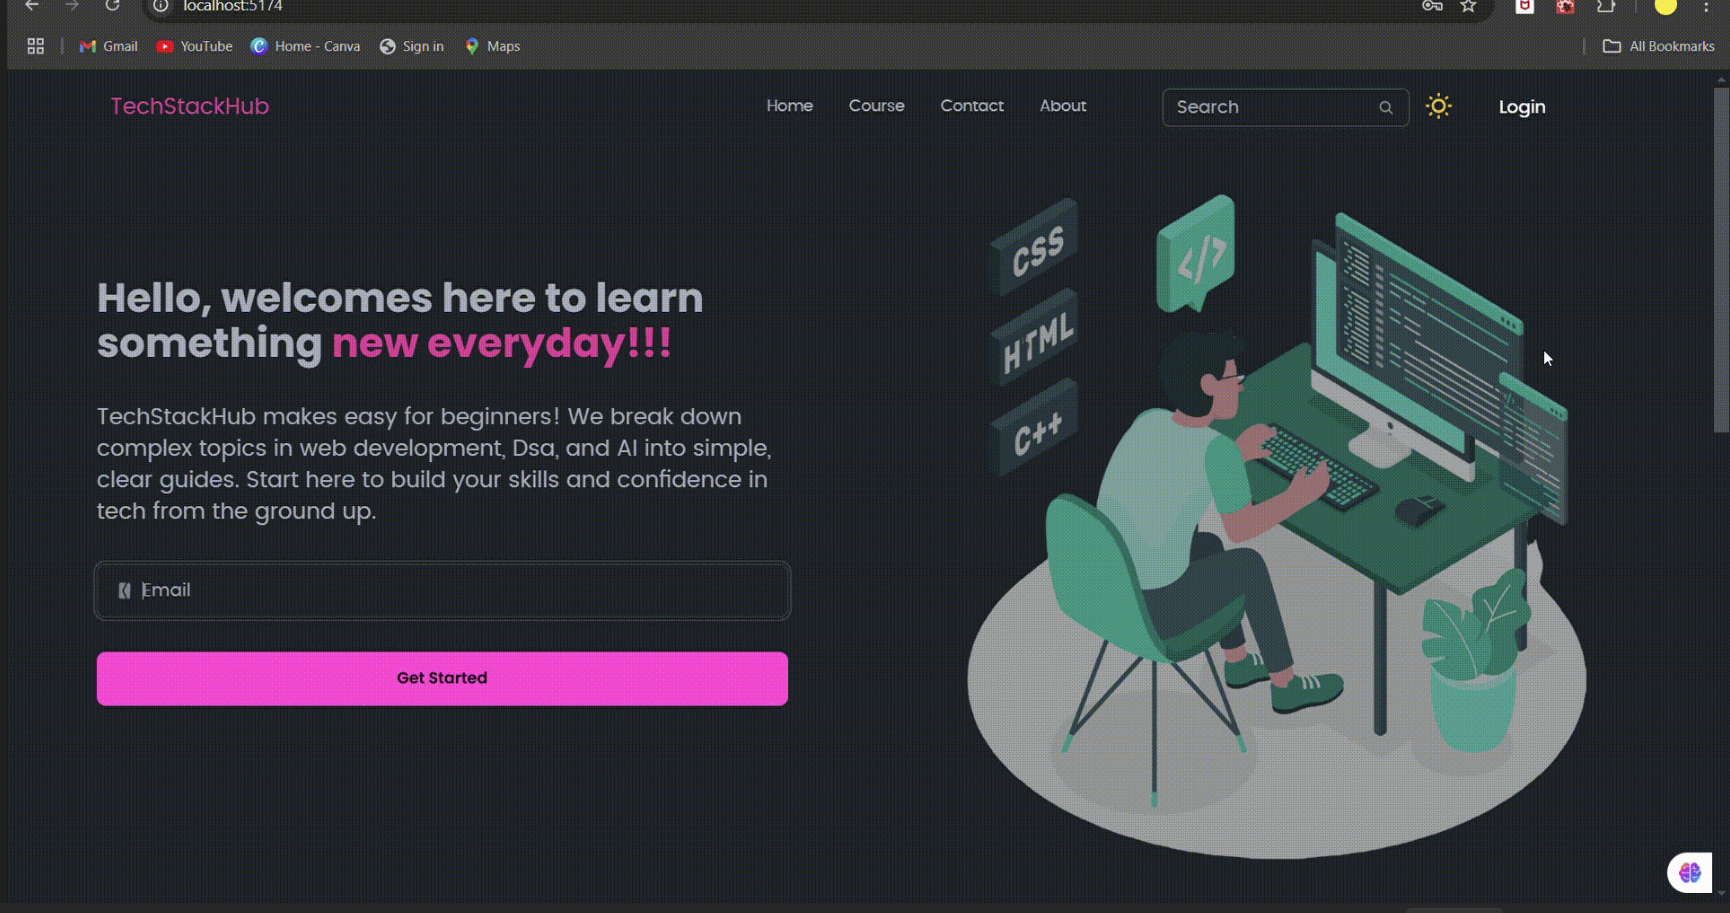 localhost:5174
Gmail YouTube Home - Canva Sign in Maps All Bookmarks
TechStackHub Home Course Contact About Search Login
Hello, welcomes here to learn
something new everyday!!!
TechStackHub makes easy for beginners! We break down
complex topics in web development, Dsa, and AI into simple,
clear guides. Start here to build your skills and confidence in
tech from the ground up.
Email
Get Started
CSS
</>
HTML
C++